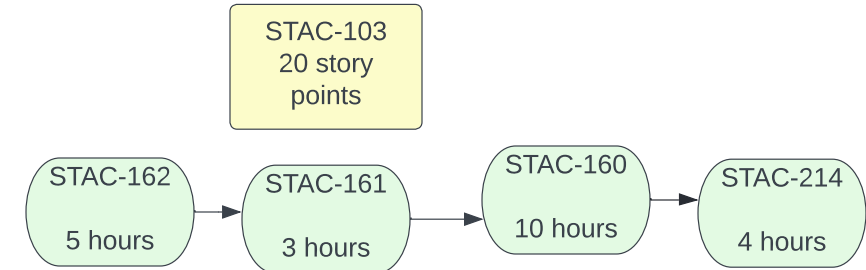 STAC-103
20 story
points
STAC-162
5 hours
STAC-161
3 hours
STAC-160
10 hours
STAC-214
4 hours